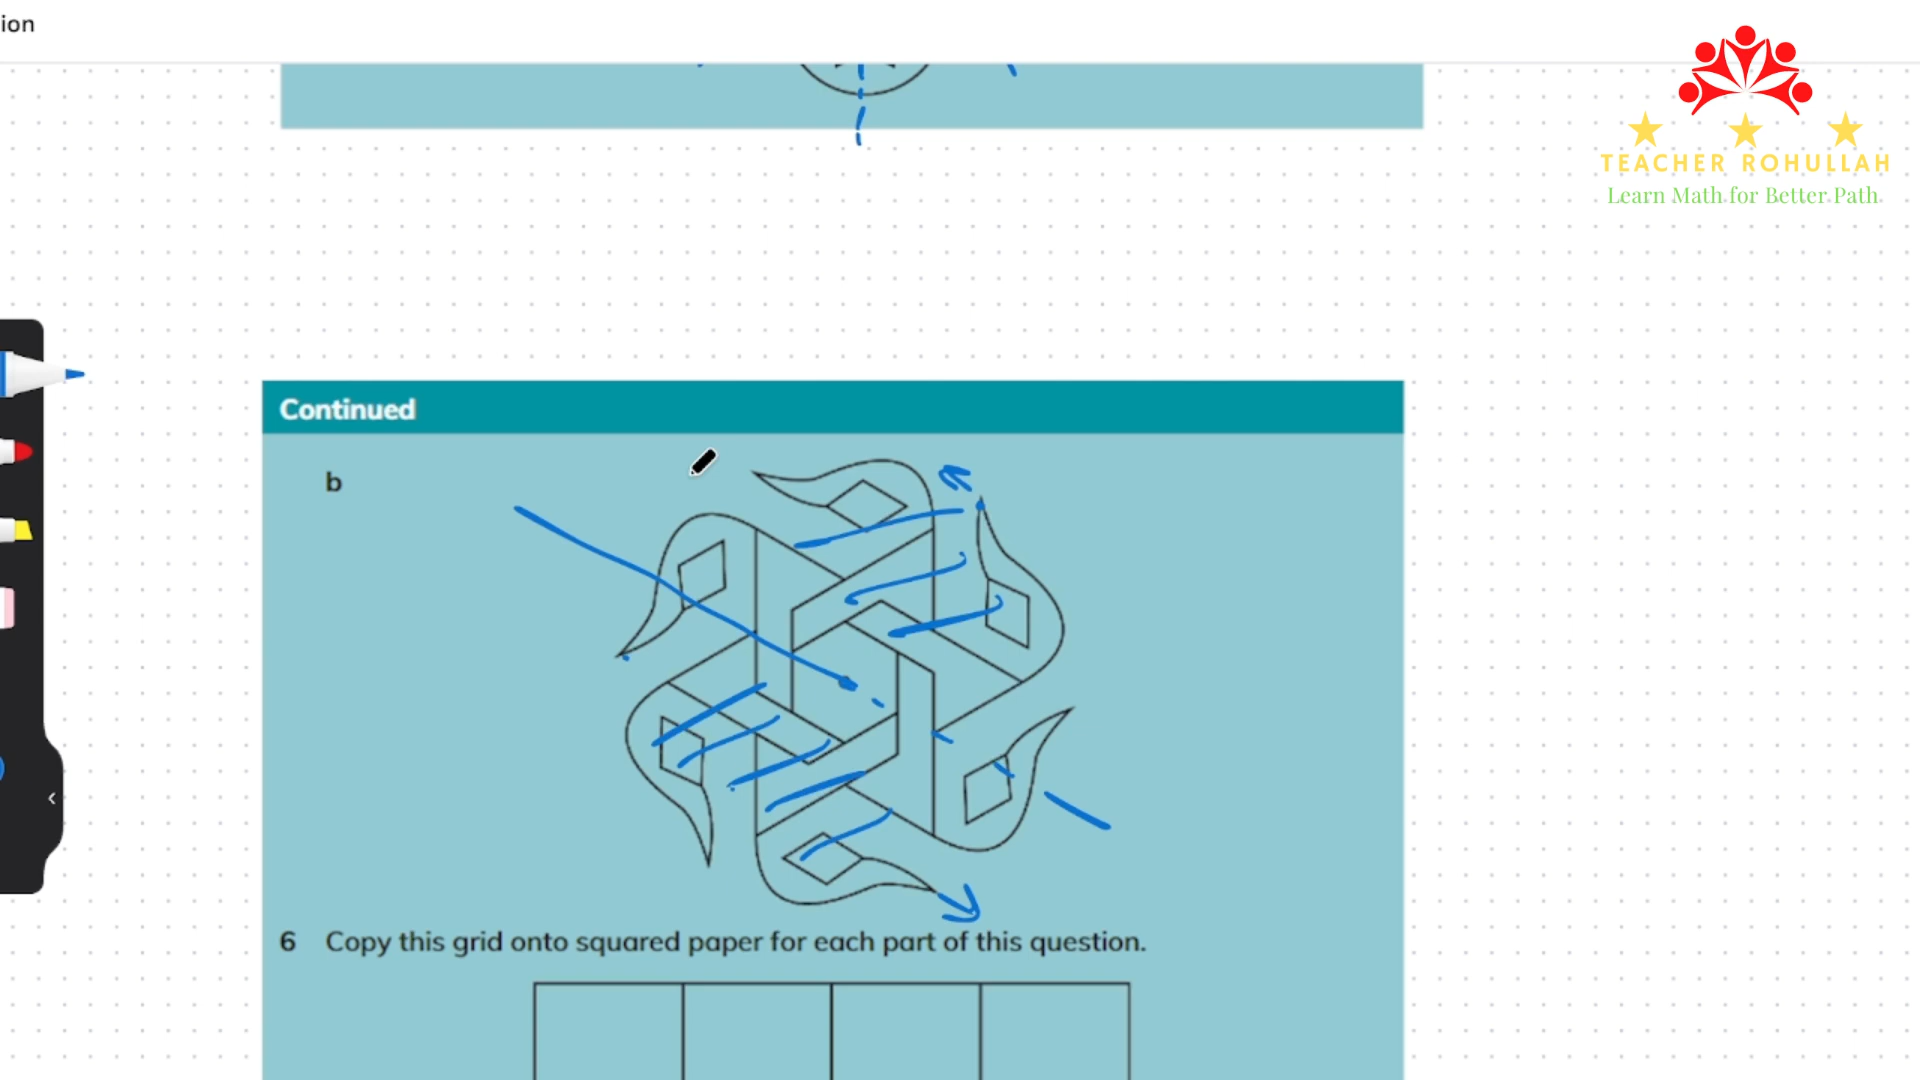 ion
TEACHER ROHULLAH
Learn Math for Better Path
Continued
b
6 Copy this grid onto squared paper for each part of this question.